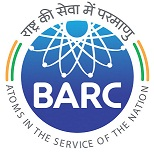 राष्ट्र की सेवा में परमाणु
BARC
ATOMS IN THE SERVICE OF THE NATION